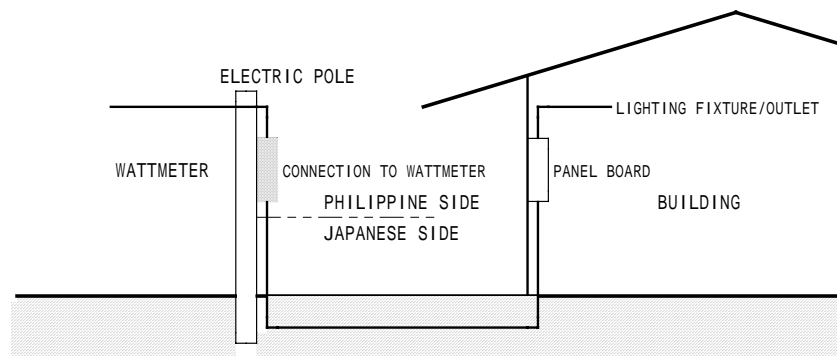 ELECTRIC POLE
LIGHTING FIXTURE/OUTLET
WATTMETER
CONNECTION TO WATTMETER
PANEL BOARD
PHILIPPINE SIDE
BUILDING
JAPANESE SIDE